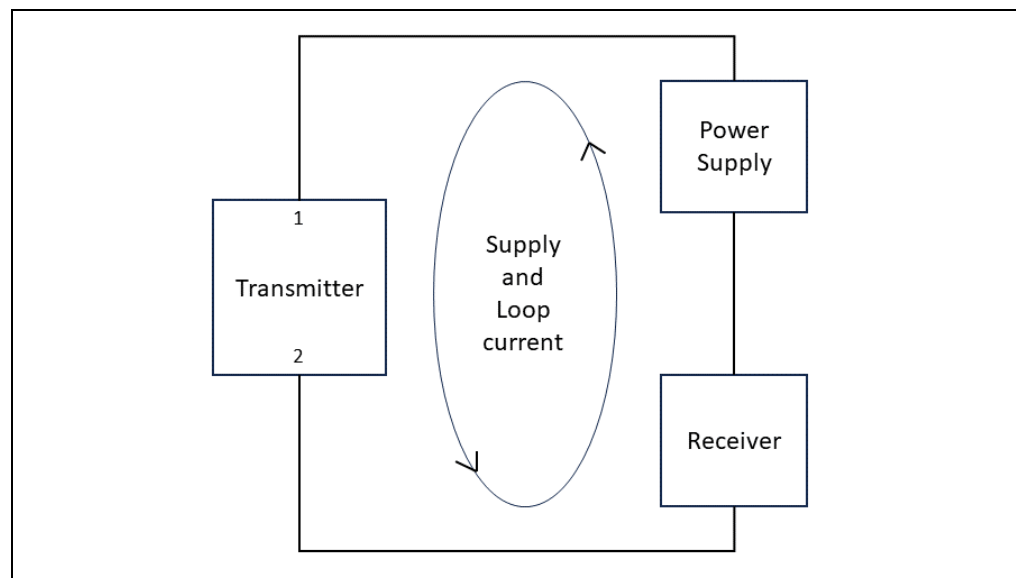 Power
Supply
1
Transmitter
2
Supply
and
Loop
current
Receiver